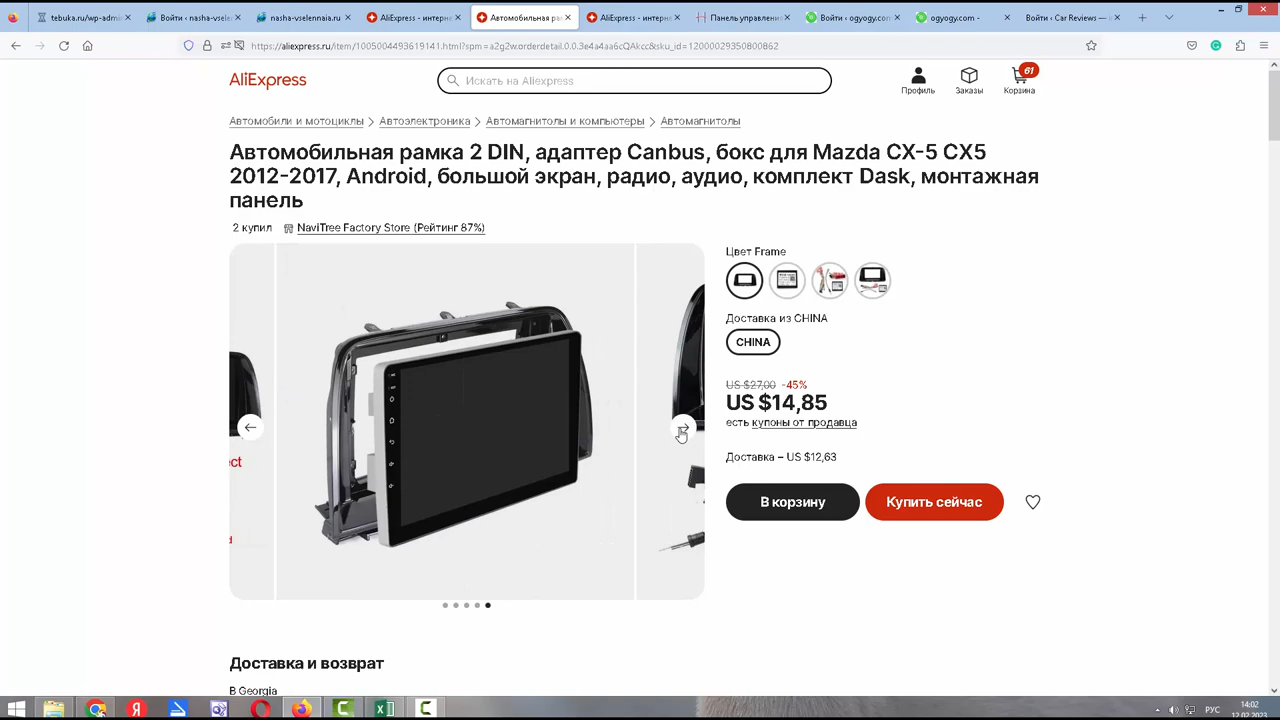 tebuka.ru/wp-admi
Войти ‹ nasha-vselen
nasha-vselennaia.ru
AliExpress - интерне
Автомобильная ра
AliExpress - интерне
Панель управления
Войти ‹ ogyogy.com
ogyogy.com -
Войти ‹ Car Reviews — W
https://aliexpress.ru/item/1005004493619141.html?spm=a2g2w.orderdetail.0.0.3e4a4aa6cQAkcc&sku_id=12000029350800862
AliExpress
Искать на Aliexpress
61
Профиль Заказы Корзина
Автомобили и мотоциклы > Автоэлектроника > Автомагнитолы и компьютеры > Автомагнитолы
Автомобильная рамка 2 DIN, адаптер Canbus, бокс для Mazda CX-5 CX5
2012-2017, Android, большой экран, радио, аудио, комплект Dask, монтажная
панель
2 купил NaviTree Factory Store (Рейтинг 87%)
Цвет Frame
Доставка из CHINA
CHINA
US $27,00 -45%
US $14,85
есть купоны от продавца
Доставка – US $12,63
В корзину Купить сейчас
ect
Доставка и возврат
В Georgia
РУС
14:02
12.02.2023